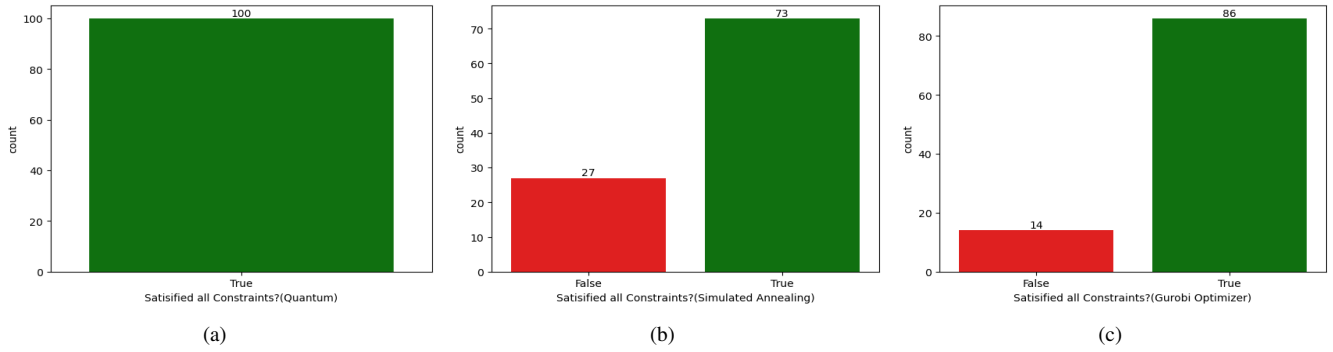 100
100
80
60
40
20
0
count
True
Satisified all Constraints?(Quantum)
(a)
73
70
60
50
40
30
20
10
0
count
27
False
True
Satisified all Constraints?(Simulated Annealing)
(b)
86
80
60
40
20
0
count
14
False
True
Satisified all Constraints?(Gurobi Optimizer)
(c)